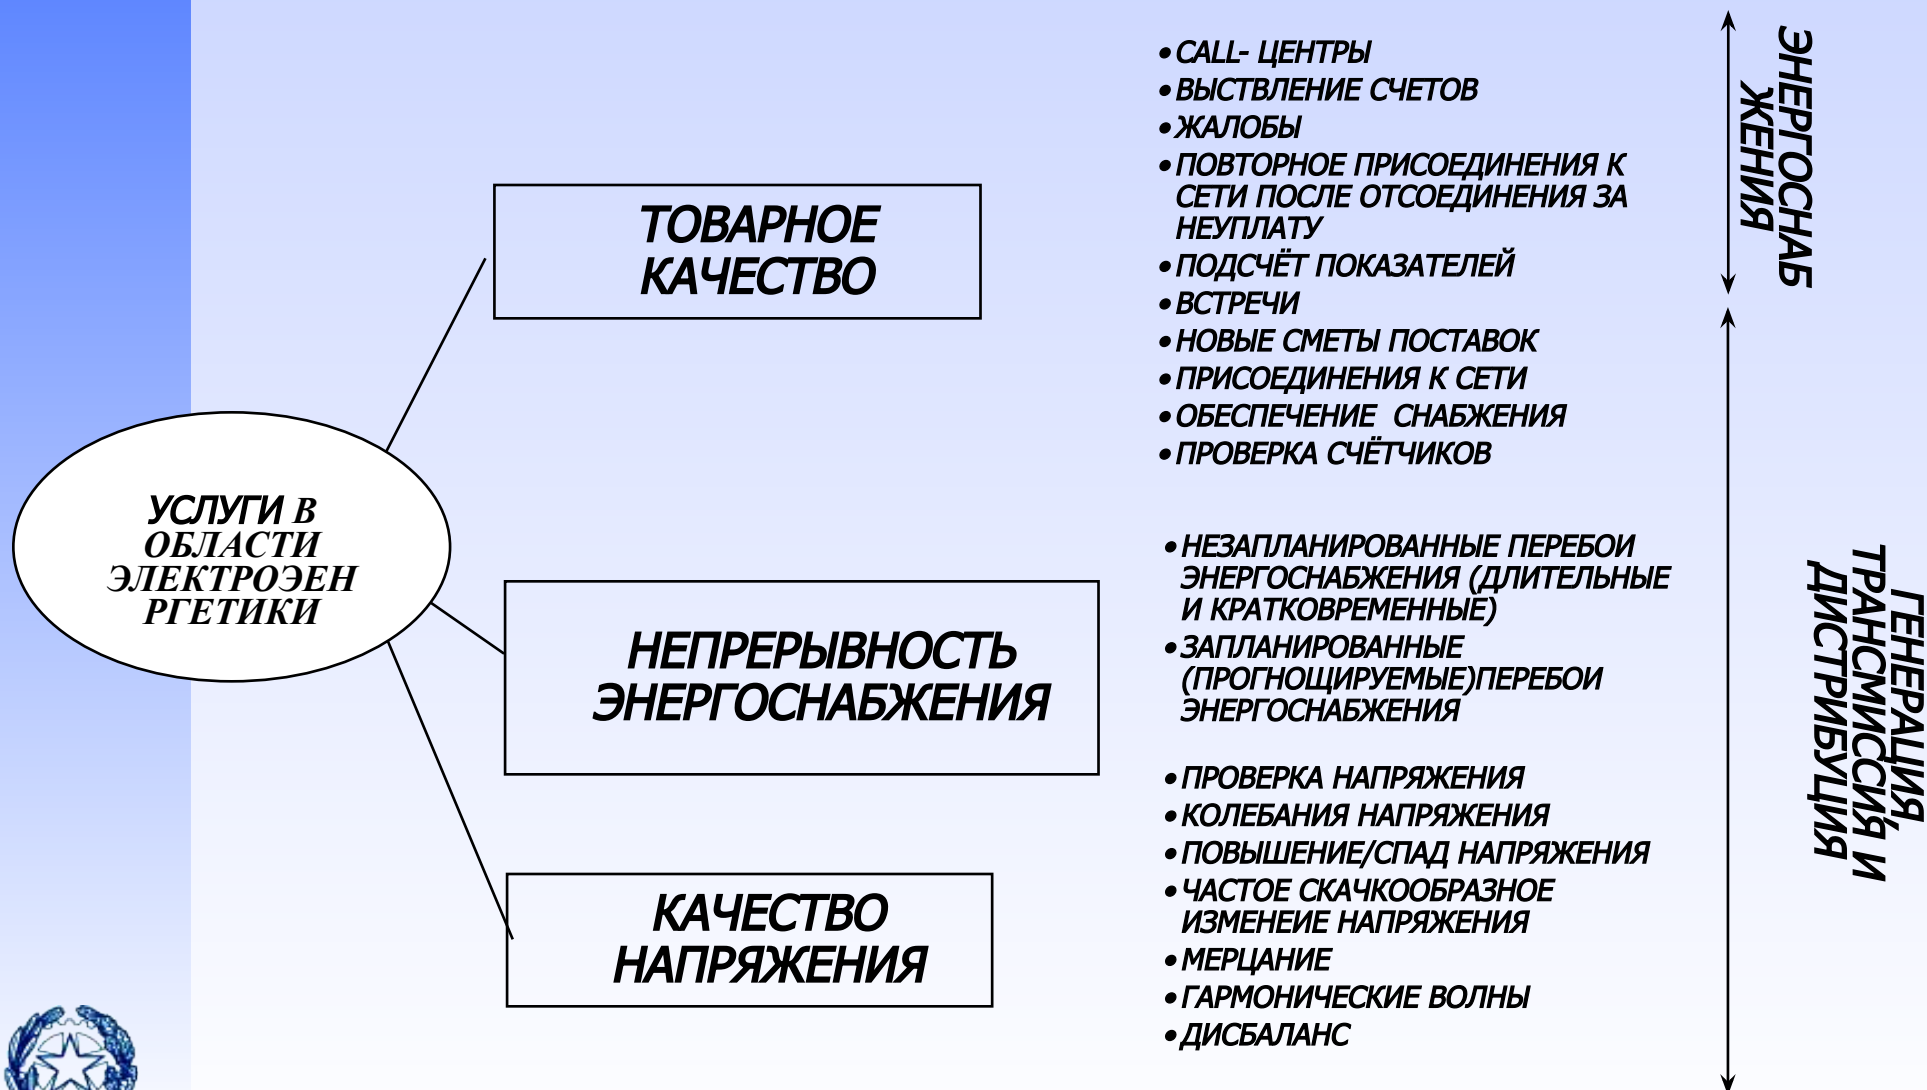 УСЛУГИ В
ОБЛАСТИ
ЭЛЕКТРОЭЕН
РГЕТИКИ
ТОВАРНОЕ
КАЧЕСТВО
НЕПРЕРЫВНОСТЬ
ЭНЕРГОСНАБЖЕНИЯ
КАЧЕСТВО
НАПРЯЖЕНИЯ
•CALL- ЦЕНТРЫ
•ВЫСТВЛЕНИЕ СЧЕТОВ
•ЖАЛОБЫ
•ПОВТОРНОЕ ПРИСОЕДИНЕНИЯ К
СЕТИ ПОСЛЕ ОТСОЕДИНЕНИЯ ЗА
НЕУПЛАТУ
•ПОДСЧЁТ ПОКАЗАТЕЛЕЙ
•ВСТРЕЧИ
•НОВЫЕ СМЕТЫ ПОСТАВОК
•ПРИСОЕДИНЕНИЯ К СЕТИ
•ОБЕСПЕЧЕНИЕ СНАБЖЕНИЯ
•ПРОВЕРКА СЧЁТЧИКОВ
•НЕЗАПЛАНИРОВАННЫЕ ПЕРЕБОИ
ЭНЕРГОСНАБЖЕНИЯ (ДЛИТЕЛЬНЫЕ
И КРАТКОВРЕМЕННЫЕ)
•ЗАПЛАНИРОВАННЫЕ
(ПРОГНОЩИРУЕМЫЕ)ПЕРЕБОИ
ЭНЕРГОСНАБЖЕНИЯ
•ПРОВЕРКА НАПРЯЖЕНИЯ
•КОЛЕБАНИЯ НАПРЯЖЕНИЯ
•ПОВЫШЕНИЕ/СПАД НАПРЯЖЕНИЯ
•ЧАСТОЕ СКАЧКООБРАЗНОЕ
ИЗМЕНЕИЕ НАПРЯЖЕНИЯ
•МЕРЦАНИЕ
•ГАРМОНИЧЕСКИЕ ВОЛНЫ
•ДИСБАЛАНС
ЭНЕРГОСНАБ
ЖЕНИЯ
ГЕНЕРАЦИЯ,
ТРАНСМИССИЯ И
ДИСТРИБУЦИЯ